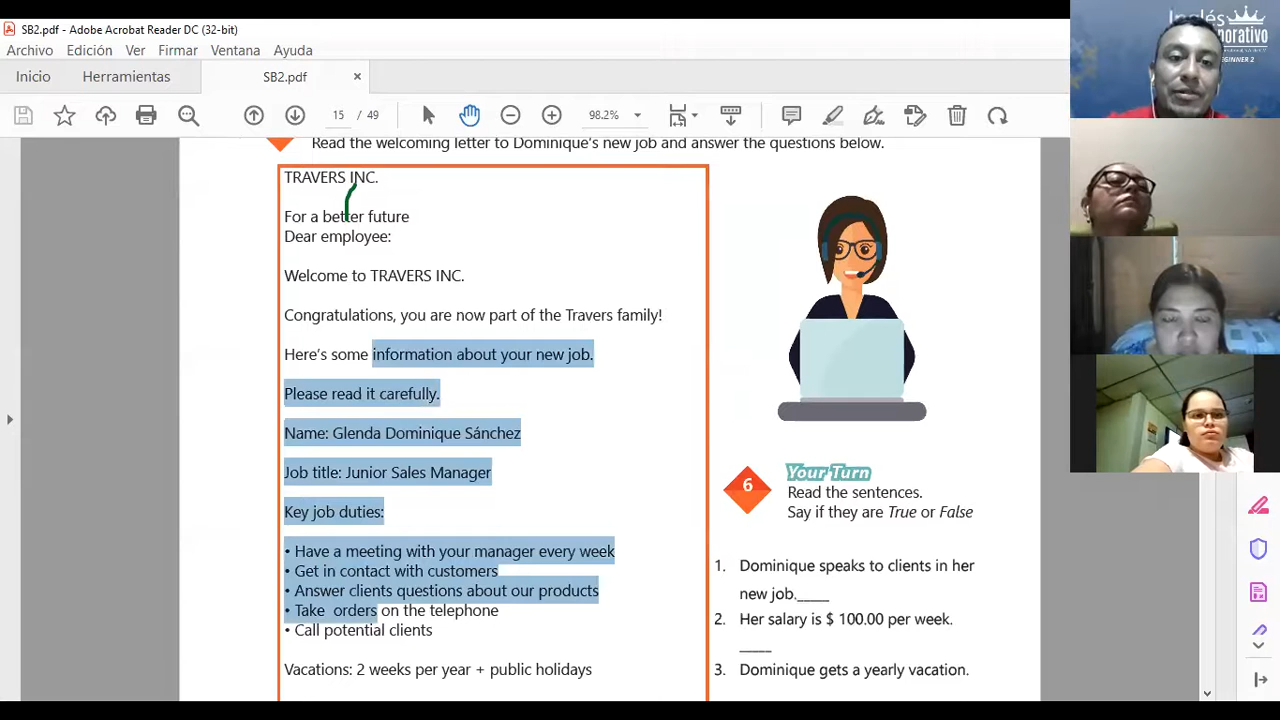 SB2.pdf - Adobe Acrobat Reader DC (32-bit)
Archivo Edición Ver Firmar Ventana Ayuda
Inicio Herramientas SB2.pdf ×
15 / 49 98.2%
Inglés
orporativo
EGINNER 2
Read the welcoming letter to Dominique's new job and answer the questions below.
TRAVERS INC.
For a better future
Dear employee:
Welcome to TRAVERS INC.
Congratulations, you are now part of the Travers family!
Here's some information about your new job.
Please read it carefully.
Name: Glenda Dominique Sánchez
Job title: Junior Sales Manager
Key job duties:
• Have a meeting with your manager every week
• Get in contact with customers
• Answer clients questions about our products
• Take orders on the telephone
• Call potential clients
Vacations: 2 weeks per year + public holidays
6 Your Turn
Read the sentences.
Say if they are True or False
1. Dominique speaks to clients in her
new job._____
2. Her salary is $ 100.00 per week.
_____
3. Dominique gets a yearly vacation.